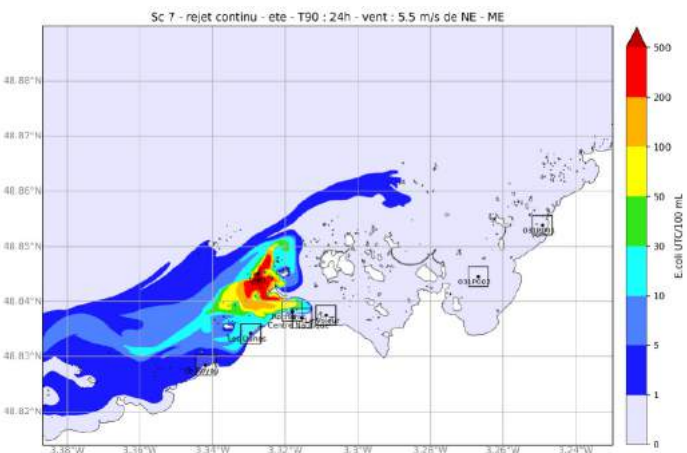 Sc 7 - rejet continu - ete - T90 : 24h - vent : 5.5 m/s de NE - ME
500
48.88°N
200
48.87°N
100
48.86°N
50
48.85°N
30
48.84°N
10
Centre
48.83°N
5
48.82°N
1
0
3.38°W
3.36°W
3.34°W
3.32°W
3.3°W
3.28°W
3.26°W
3.24°W
E.coli UTC/100 mL